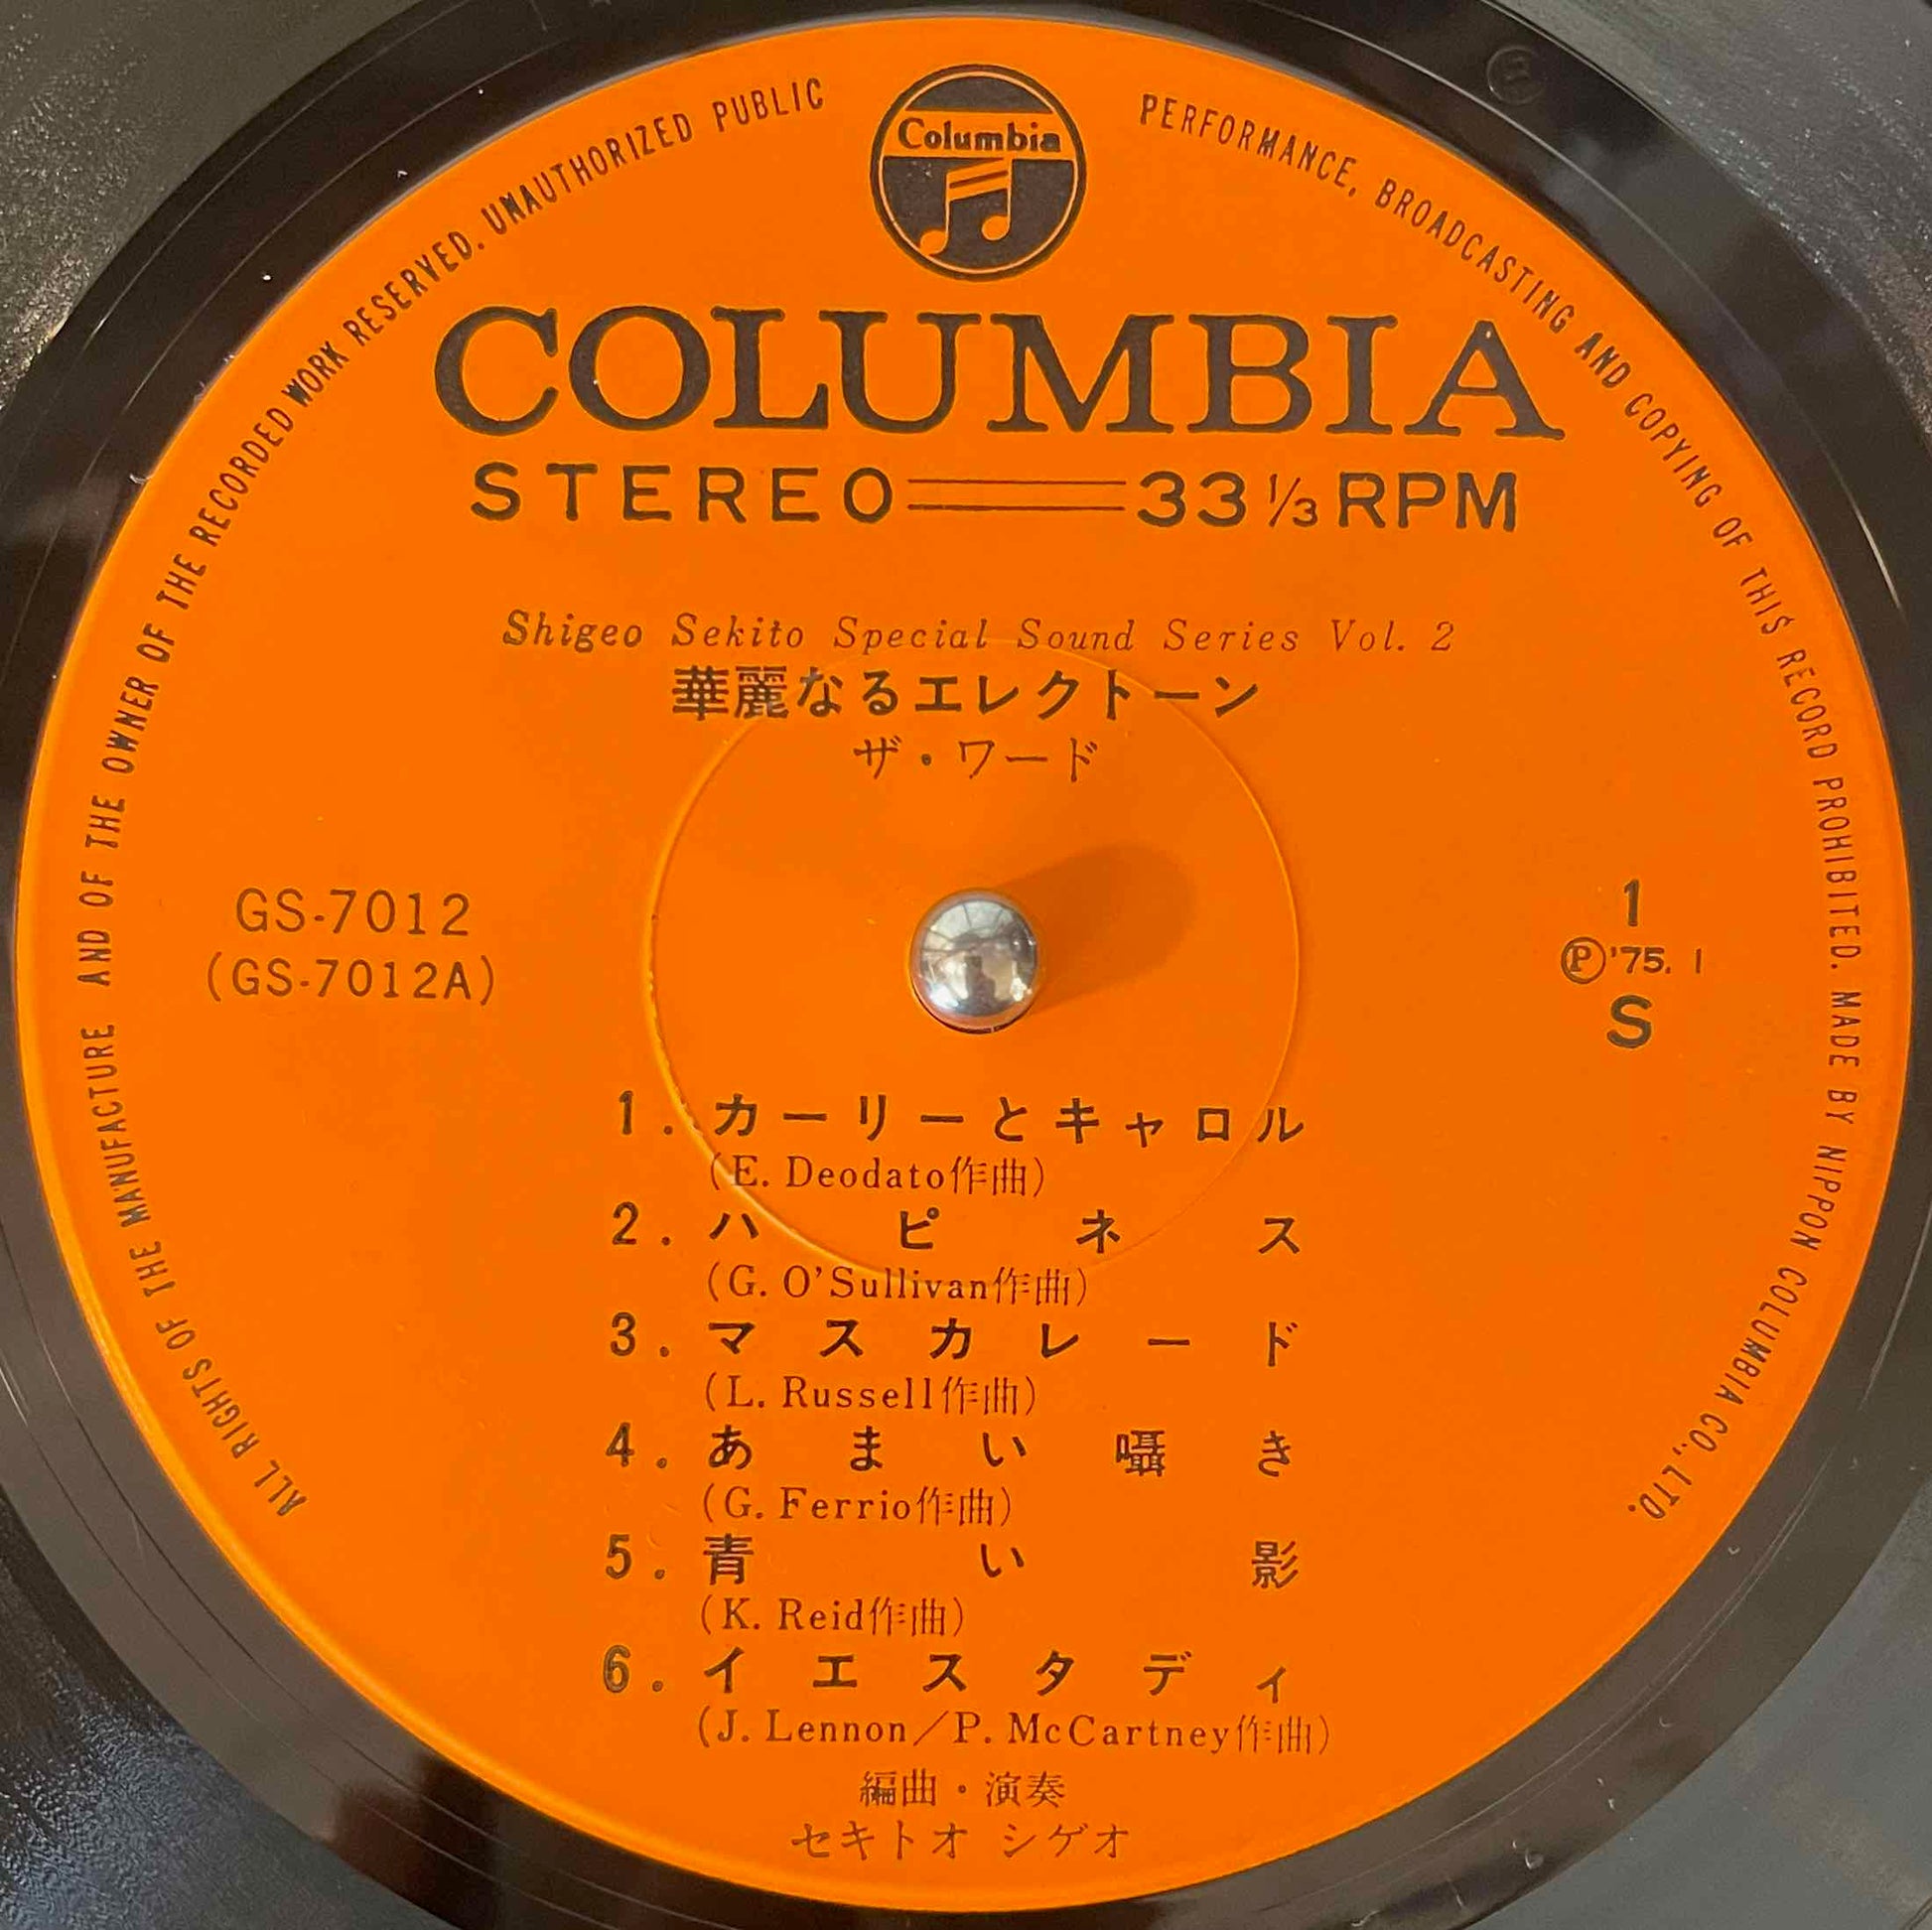 Columbia
ALL RIGHTS OF THE MANUFACTURE AND OF THE OWNER OF THE RECORDED WORK RESERVED. UNAUTHORIZED PUBLIC PERFORMANCE, BROADCASTING AND COPYING OF THIS RECORD PROHIBITED. MADE BY NIPPON COLUMBIA CO., LTD.
COLUMBIA
STEREO 33 1/3 RPM
Shigeo Sekito Special Sound Series Vol. 2
華麗なるエレクトーン
ザ・ワード
GS-7012
(GS-7012A)
1
Ⓟ'75. 1
S
1. カーリーとキャロル
(E. Deodato作曲)
2. ハピネス
(G. O'Sullivan作曲)
3. マスカレード
(L. Russell作曲)
4. あまい囁き
(G. Ferrio作曲)
5. 青い影
(K. Reid作曲)
6. イエスタディ
(J. Lennon/P. McCartney作曲)
編曲・演奏
セキトオ シゲオ